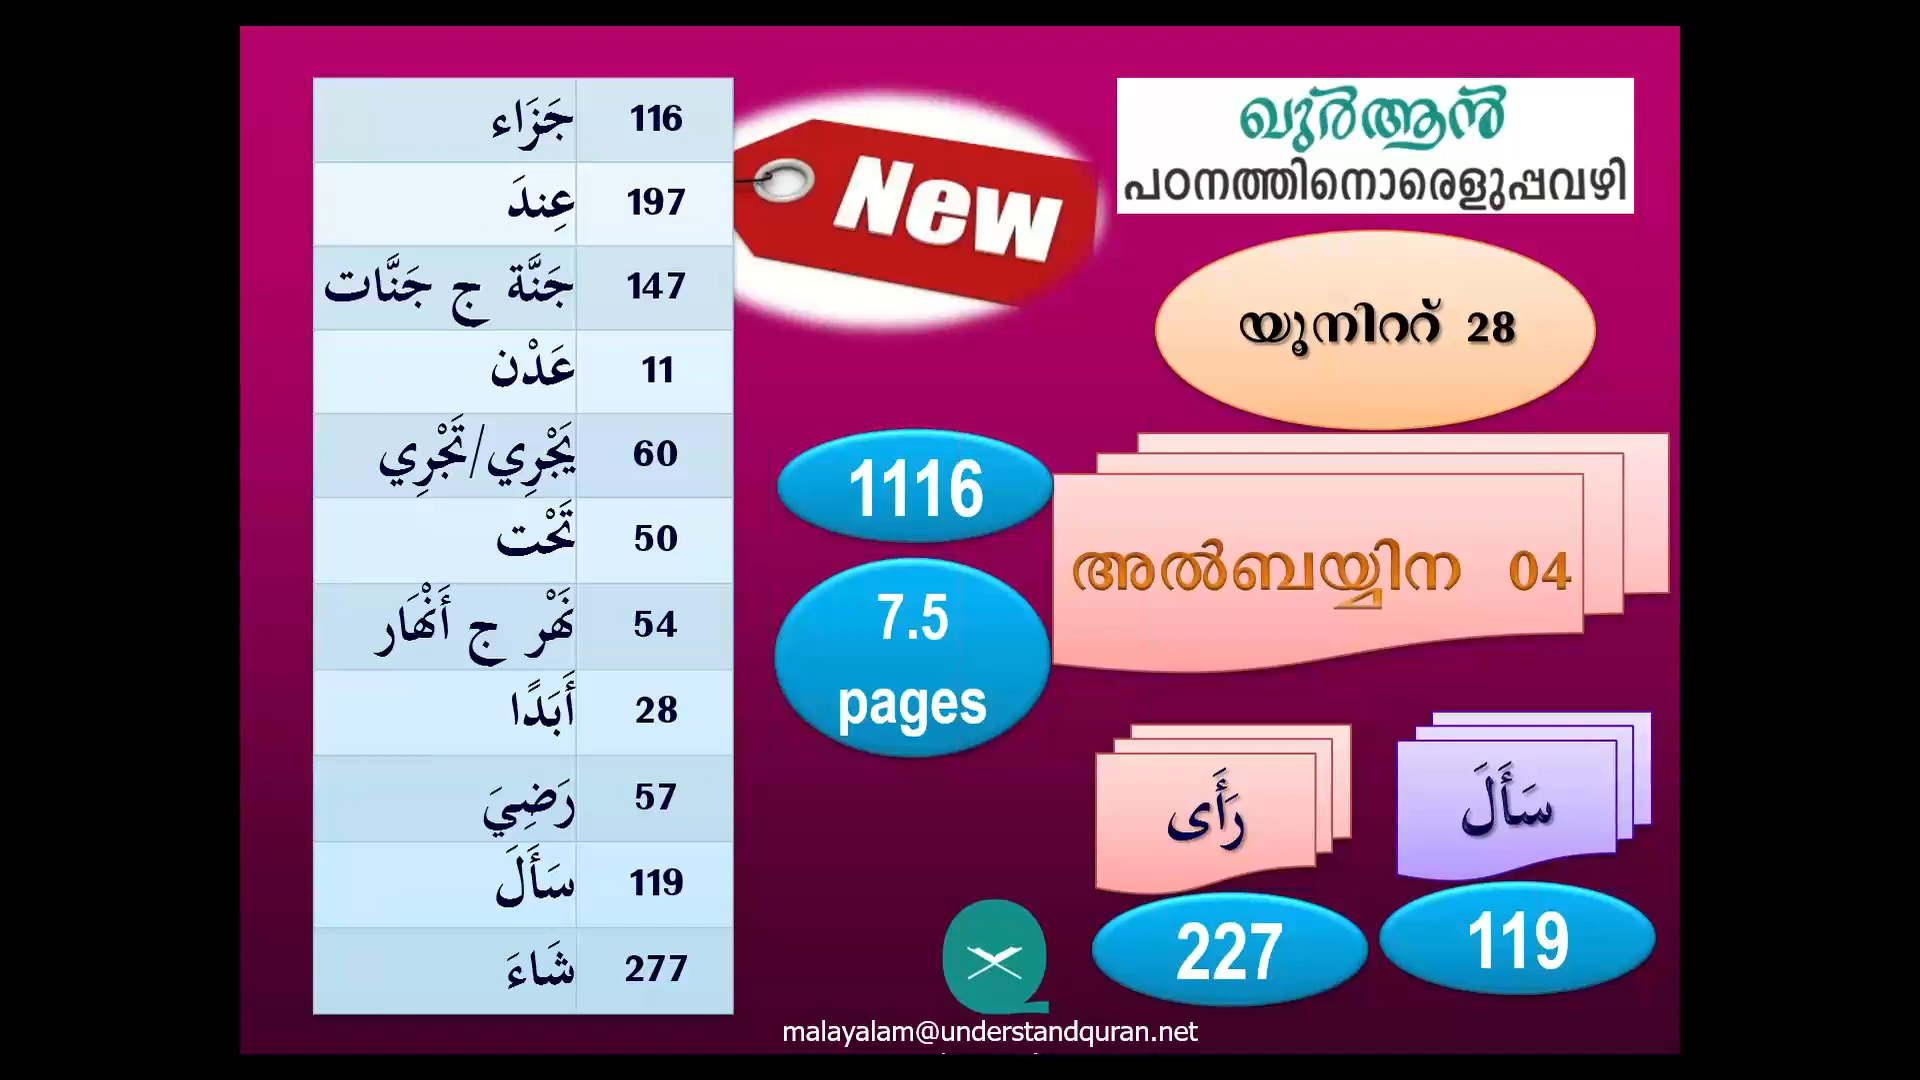 جَزَاء 116
عِندَ 197
جَنَّة ج جَنَّات 147
عَدْن 11
يَجْرِي/تَجْرِي 60
تَحْت 50
نَهْر ج أَنْهَار 54
أَبَدًا 28
رَضِيَ 57
سَأَلَ 119
شَاءَ 277
New
ഖുർആൻ
പഠനത്തിനൊരെളുപ്പവഴി
യൂനിററ് 28
1116
അൽബയ്യിന 04
7.5
pages
رَأَى
سَأَلَ
227
119
malayalam@understandquran.net